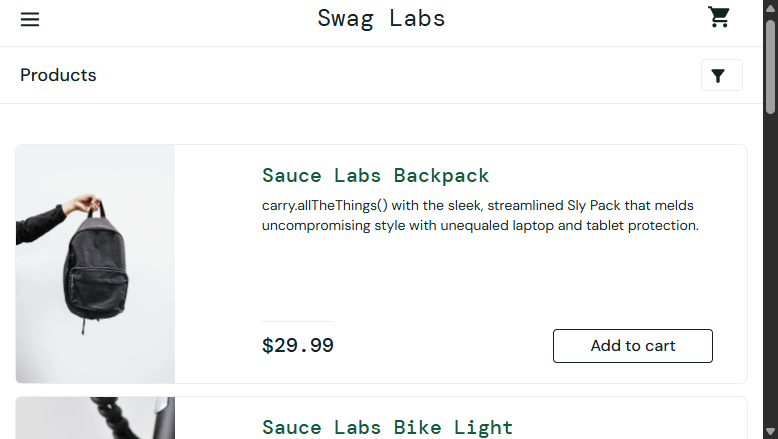 Swag Labs
Products
Sauce Labs Backpack
carry.allTheThings() with the sleek, streamlined Sly Pack that melds
uncompromising style with unequaled laptop and tablet protection.
$29.99
Add to cart
Sauce Labs Bike Light